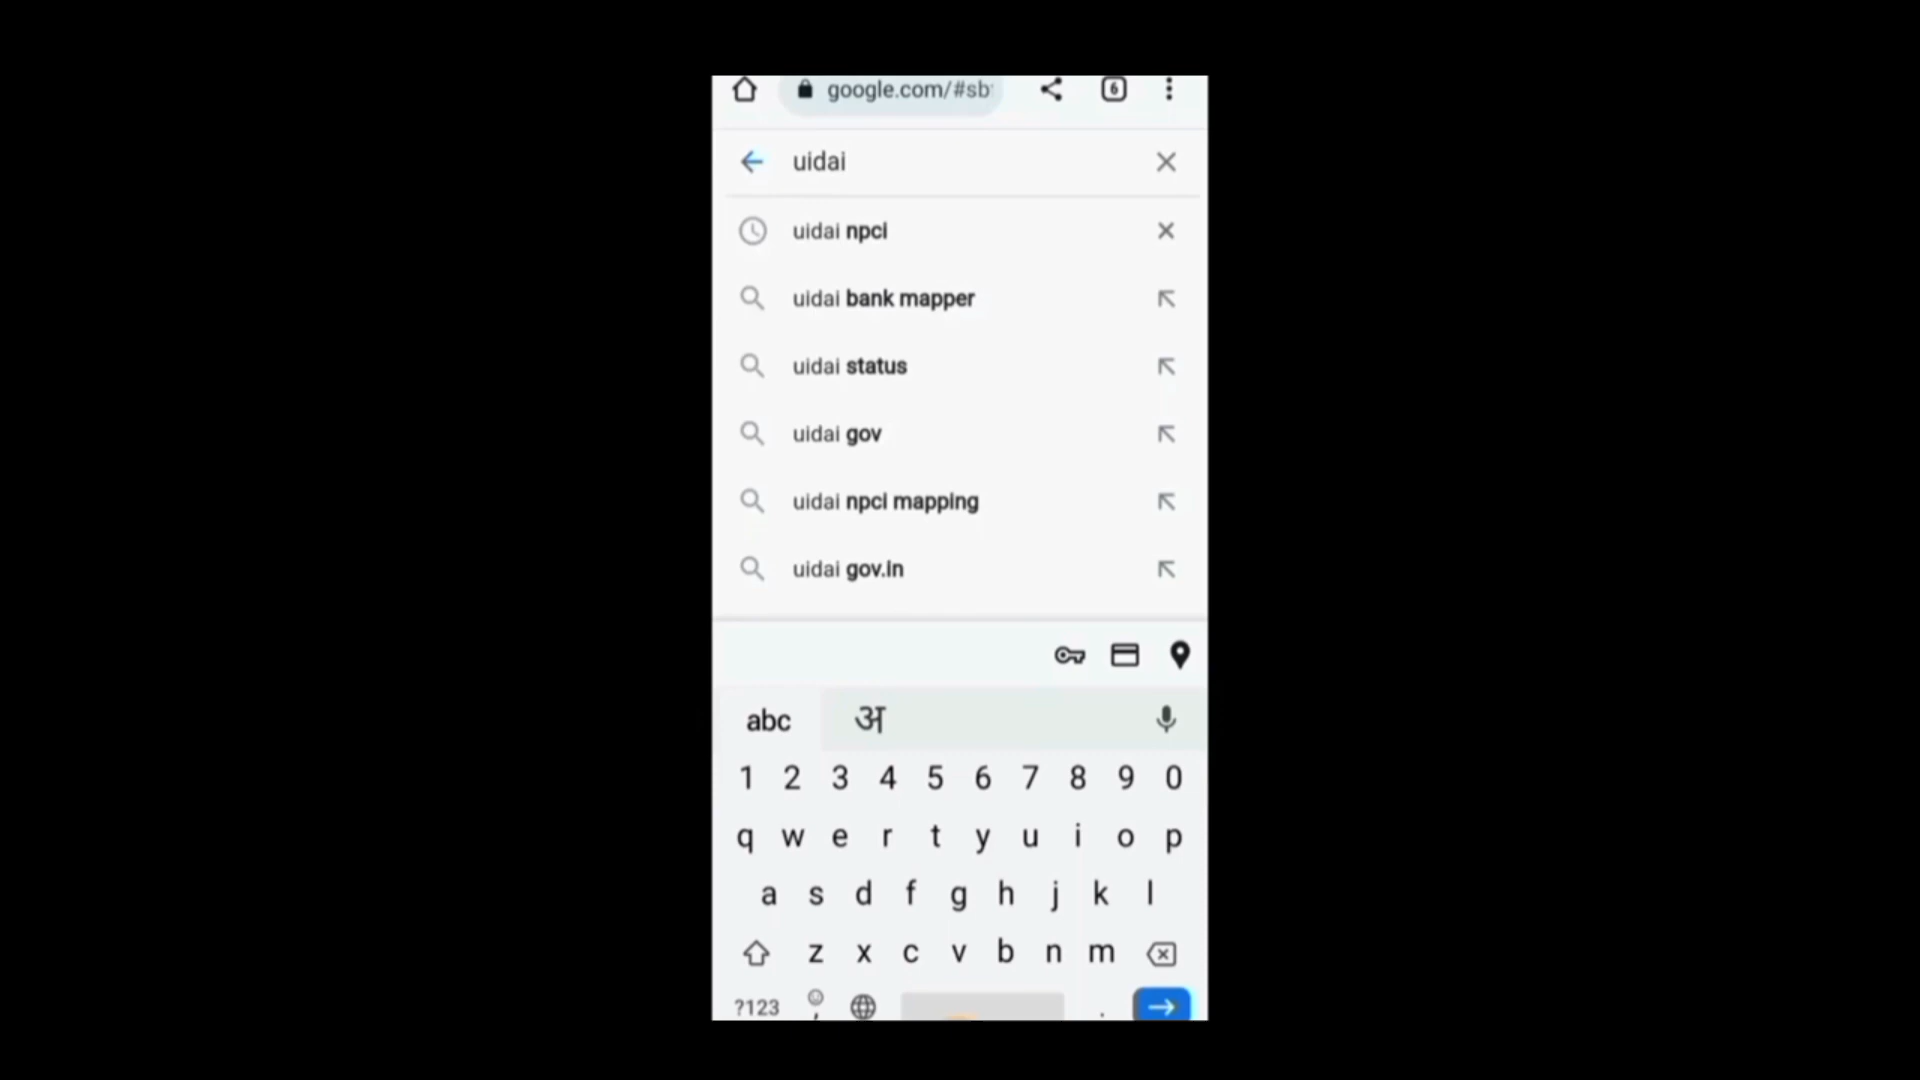 google.com/#sb
6
uidai
uidai npci
uidai bank mapper
uidai status
uidai gov
uidai npci mapping
uidai gov.in
abc अ
1 2 3 4 5 6 7 8 9 0
q w e r t y u i o p
a s d f g h j k l
z x c v b n m
?123 , .